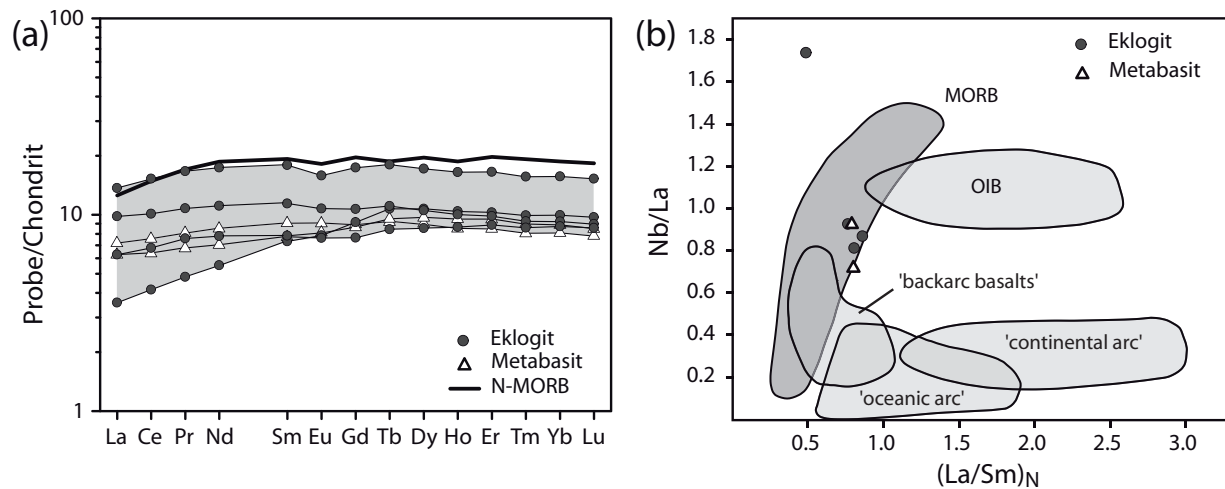 (a)
100
10
1
Probe/Chondrit
Eklogit
Metabasit
N-MORB
La Ce Pr Nd Sm Eu Gd Tb Dy Ho Er Tm Yb Lu
(b)
1.8
1.6
1.4
1.2
1.0
0.8
0.6
0.4
0.2
Nb/La
Eklogit
Metabasit
MORB
OIB
'backarc basalts'
'continental arc'
'oceanic arc'
0.5 1.0 1.5 2.0 2.5 3.0
(La/Sm)N